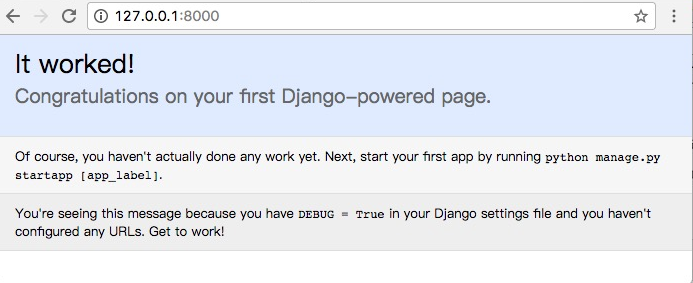 127.0.0.1:8000
It worked!
Congratulations on your first Django-powered page.
Of course, you haven't actually done any work yet. Next, start your first app by running python manage.py
startapp [app_label].
You're seeing this message because you have DEBUG = True in your Django settings file and you haven't
configured any URLs. Get to work!